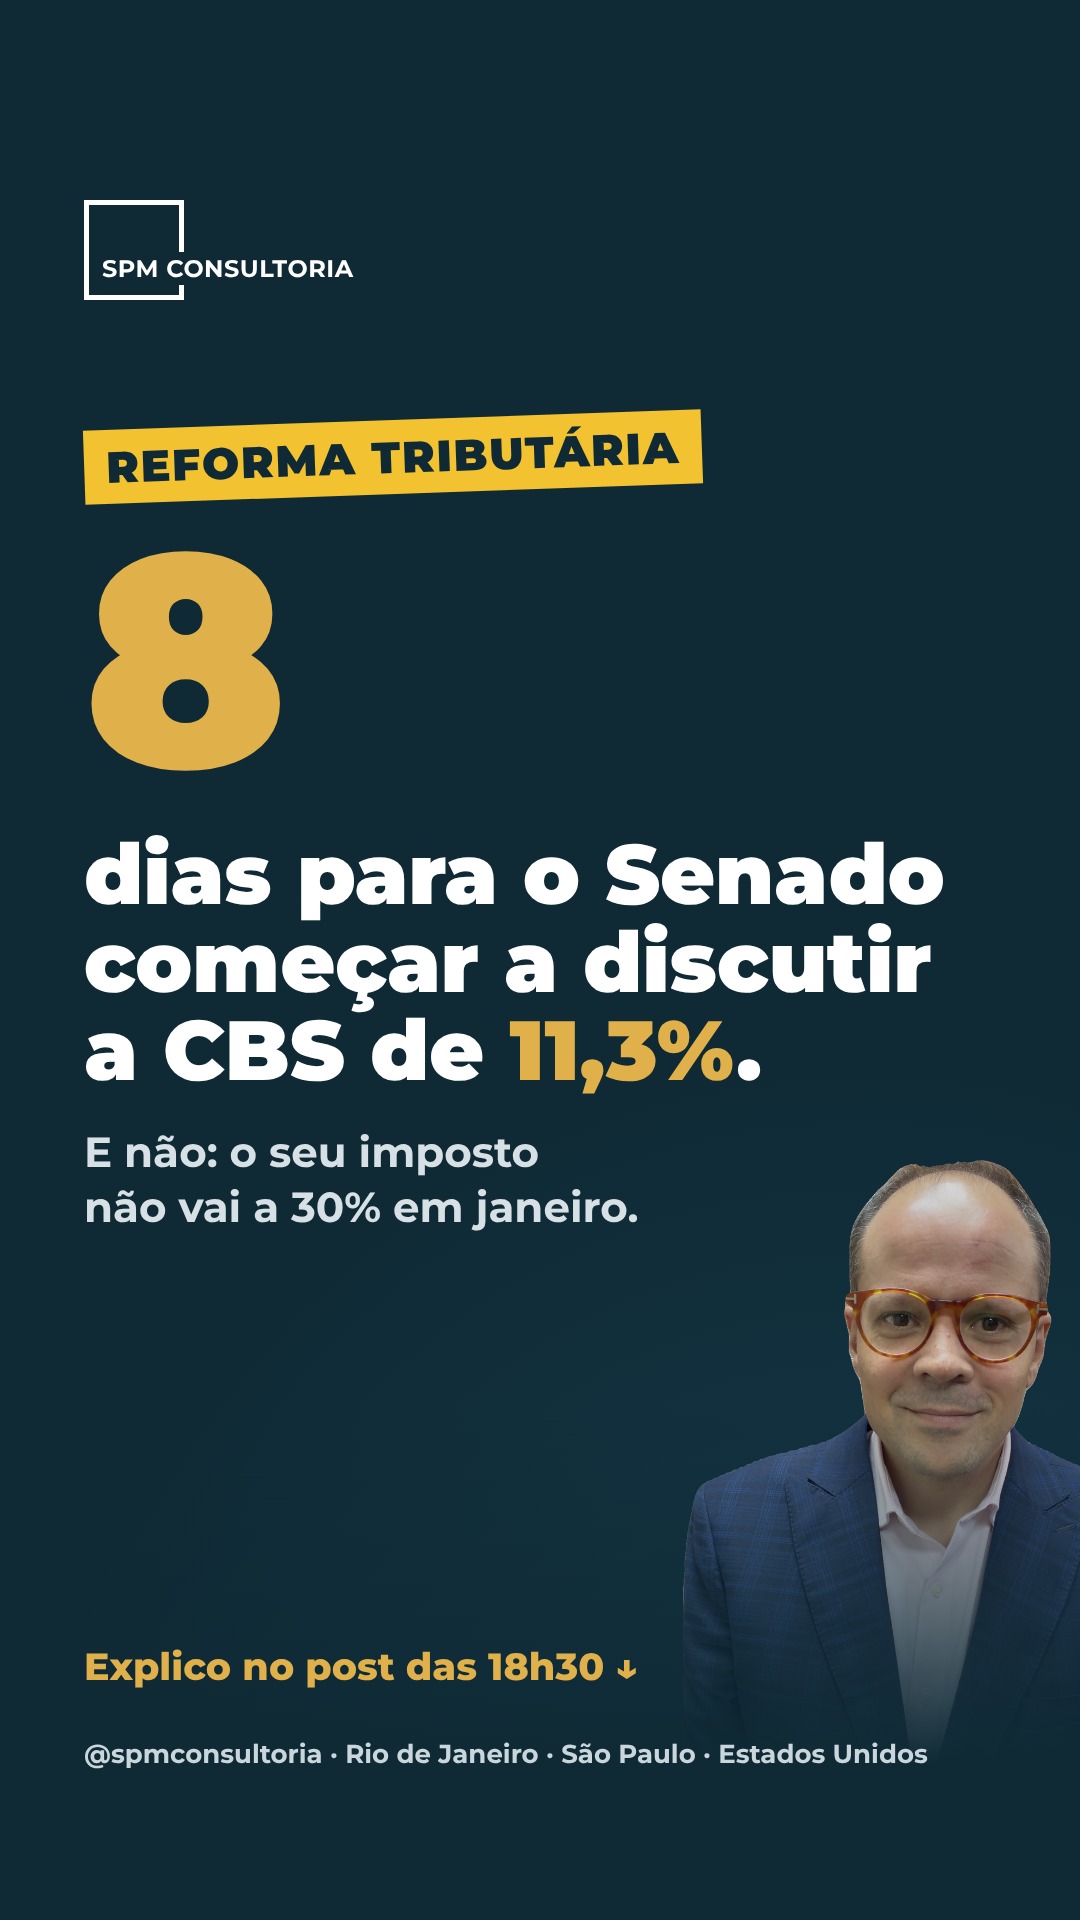 SPM CONSULTORIA
REFORMA TRIBUTÁRIA
8
dias para o Senado
começar a discutir
a CBS de 11,3%.
E não: o seu imposto
não vai a 30% em janeiro.
Explico no post das 18h30 ↓
@spmconsultoria · Rio de Janeiro · São Paulo · Estados Unidos